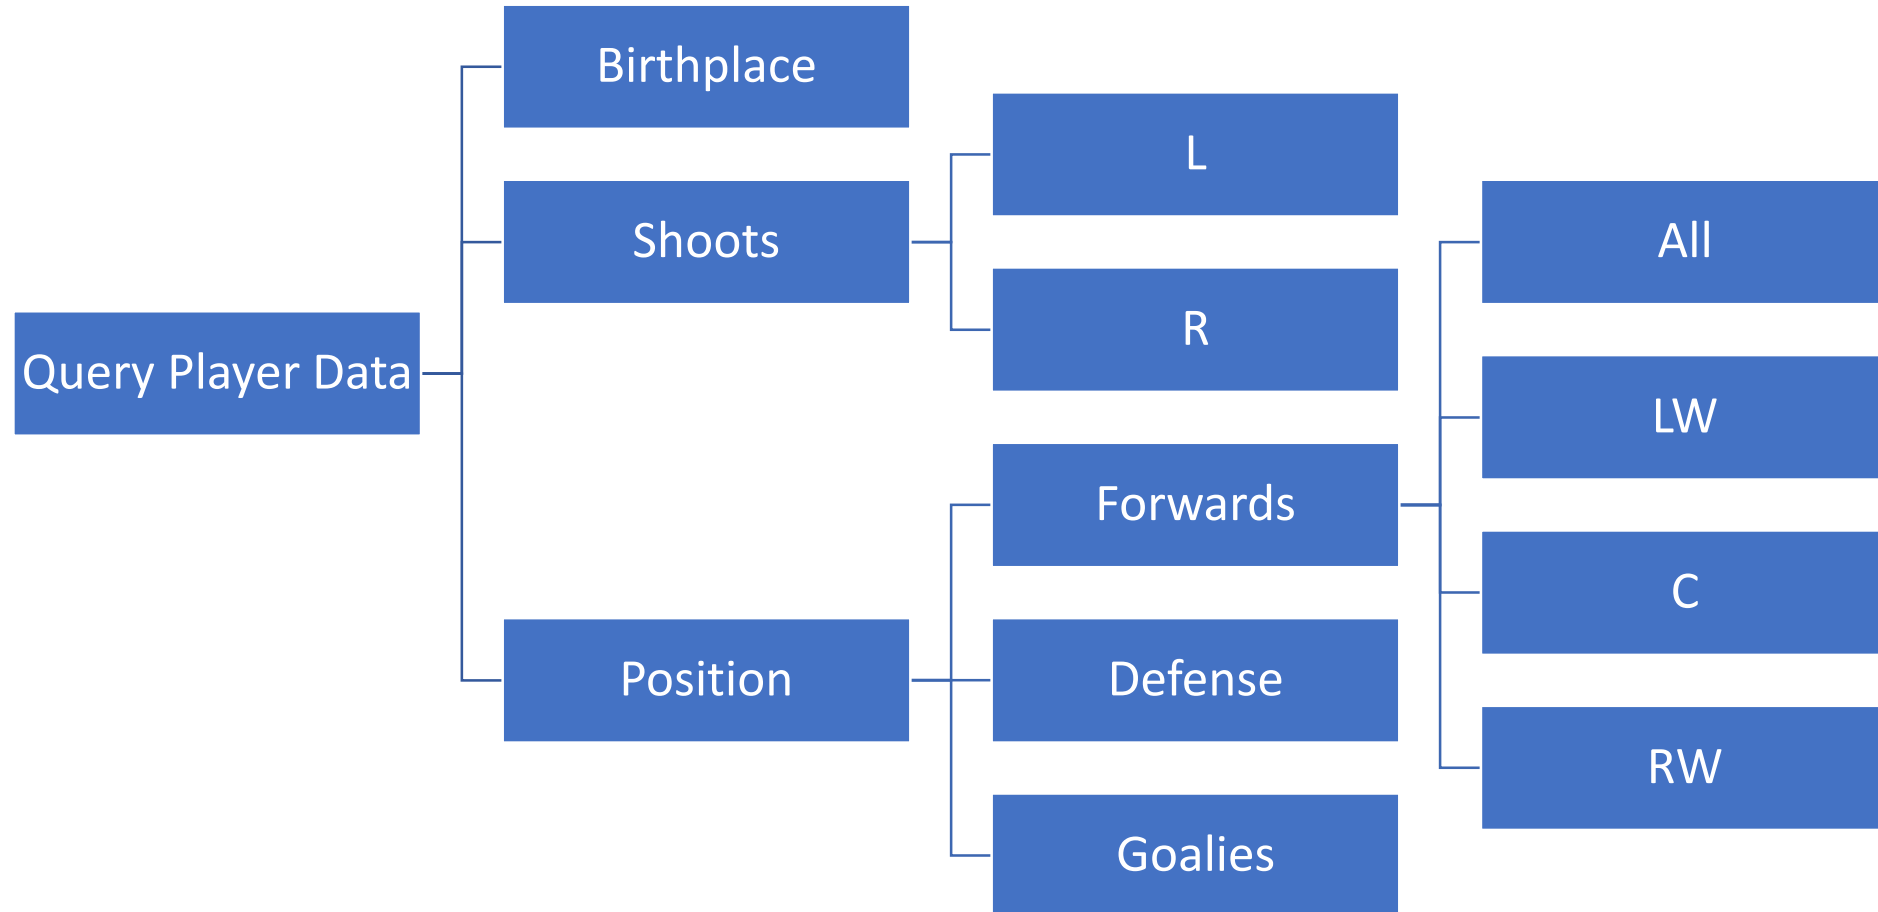 Birthplace
L
Shoots
All
R
Query Player Data
LW
Forwards
C
Position
Defense
RW
Goalies